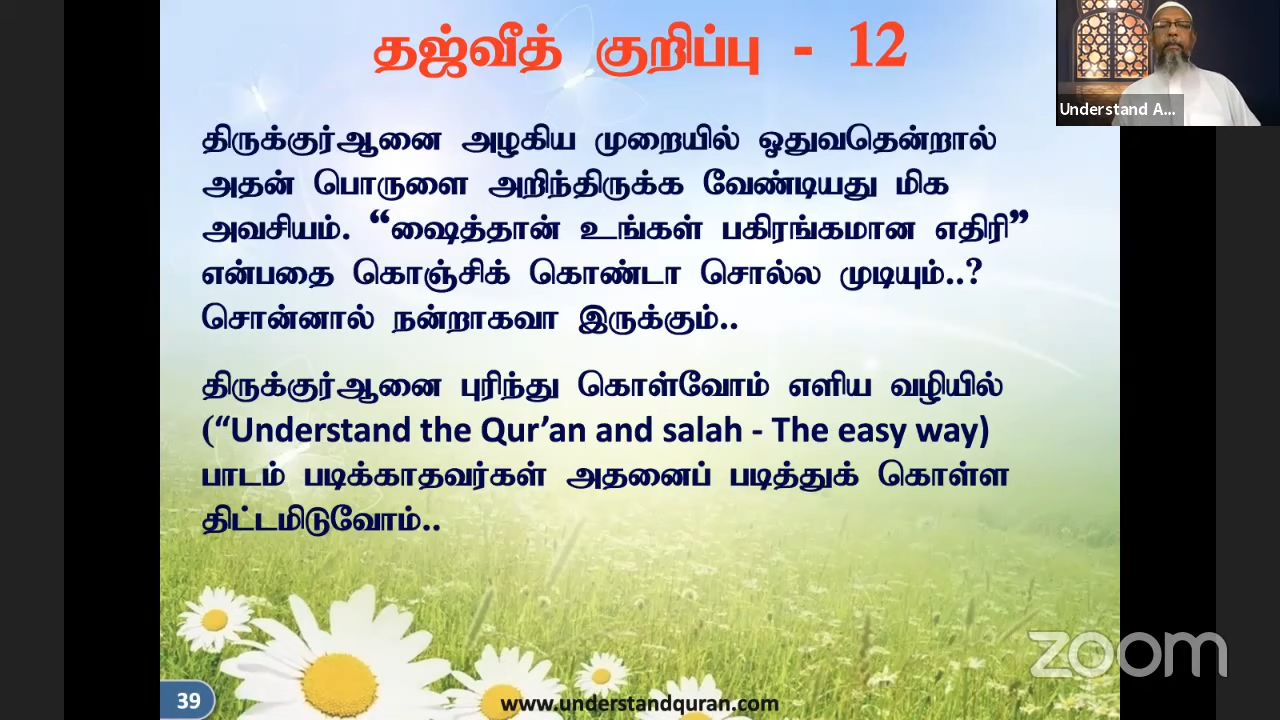 தஜ்வீத் குறிப்பு - 12
Understand A...
திருக்குர்ஆனை அழகிய முறையில் ஒதுவதென்றால்
அதன் பொருளை அறிந்திருக்க வேண்டியது மிக
அவசியம். “ஷைத்தான் உங்கள் பகிரங்கமான எதிரி”
என்பதை கொஞ்சிக் கொண்டா சொல்ல முடியும்..?
சொன்னால் நன்றாகவா இருக்கும்..
திருக்குர்ஆனை புரிந்து கொள்வோம் எளிய வழியில்
(“Understand the Qur’an and salah - The easy way)
பாடம் படிக்காதவர்கள் அதனைப் படித்துக் கொள்ள
திட்டமிடுவோம்..
zoom
39
www.understandquran.com